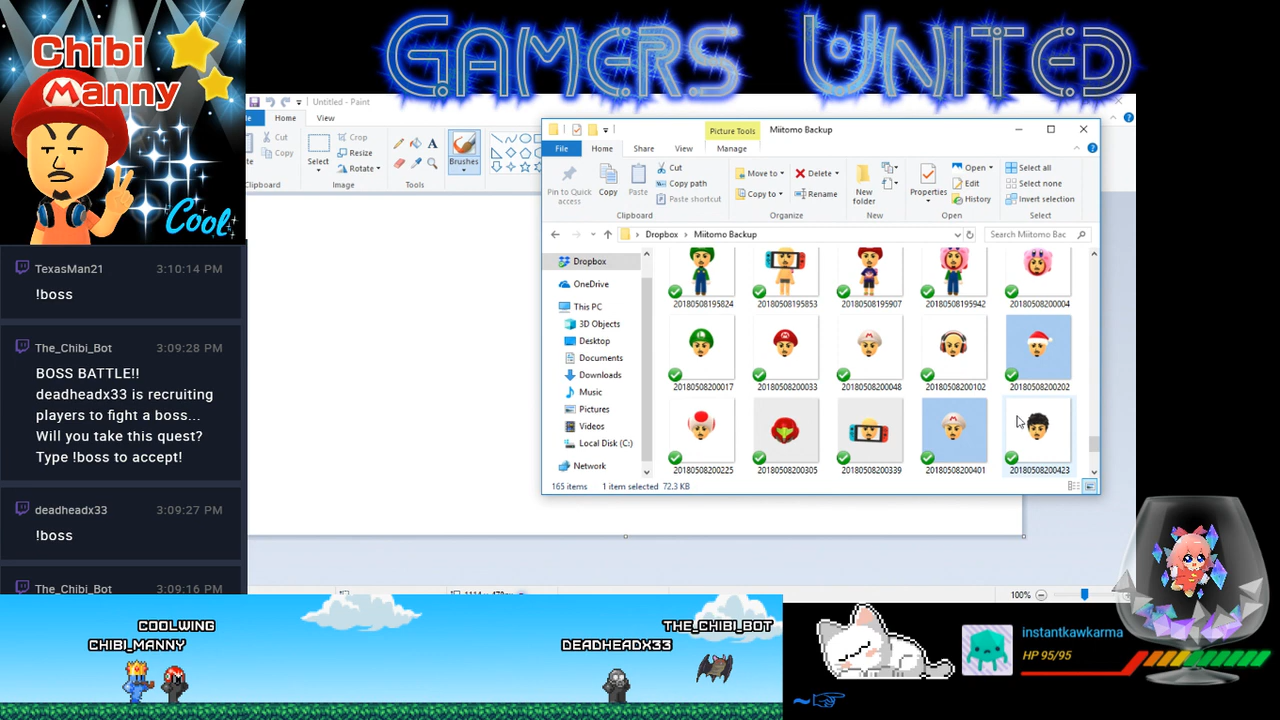 GAMERS UNITED
Chibi
Manny
Cool
TexasMan21 3:10:14 PM
!boss
The_Chibi_Bot 3:09:28 PM
BOSS BATTLE!!
deadheadx33 is recruiting
players to fight a boss...
Will you take this quest?
Type !boss to accept!
deadheadx33 3:09:27 PM
!boss
The_Chibi_Bot 3:09:16 PM
Untitled - Paint
Home View
Cut
Copy
Clipboard
Select
Crop
Resize
Rotate
Image
Tools
Brushes
100%
Picture Tools Miitomo Backup
File Home Share View Manage
Pin to Quick access
Copy
Paste
Cut
Copy path
Paste shortcut
Clipboard
Move to
Copy to
Delete
Rename
Organize
New folder
New
Properties
Open
Edit
History
Open
Select all
Select none
Invert selection
Select
Dropbox Miitomo Backup
Search Miitomo Bac
Dropbox
OneDrive
This PC
3D Objects
Desktop
Documents
Downloads
Music
Pictures
Videos
Local Disk (C:)
Network
20180508195824 20180508195853 20180508195907 20180508195942 20180508200004
20180508200017 20180508200033 20180508200048 20180508200102 20180508200202
20180508200225 20180508200305 20180508200339 20180508200401 20180508200423
165 items 1 item selected 72.3 KB
COOLWING
CHIBI_MANNY
THE_CHIBI_BOT
DEADHEADX33
instantkawkarma
HP 95/95